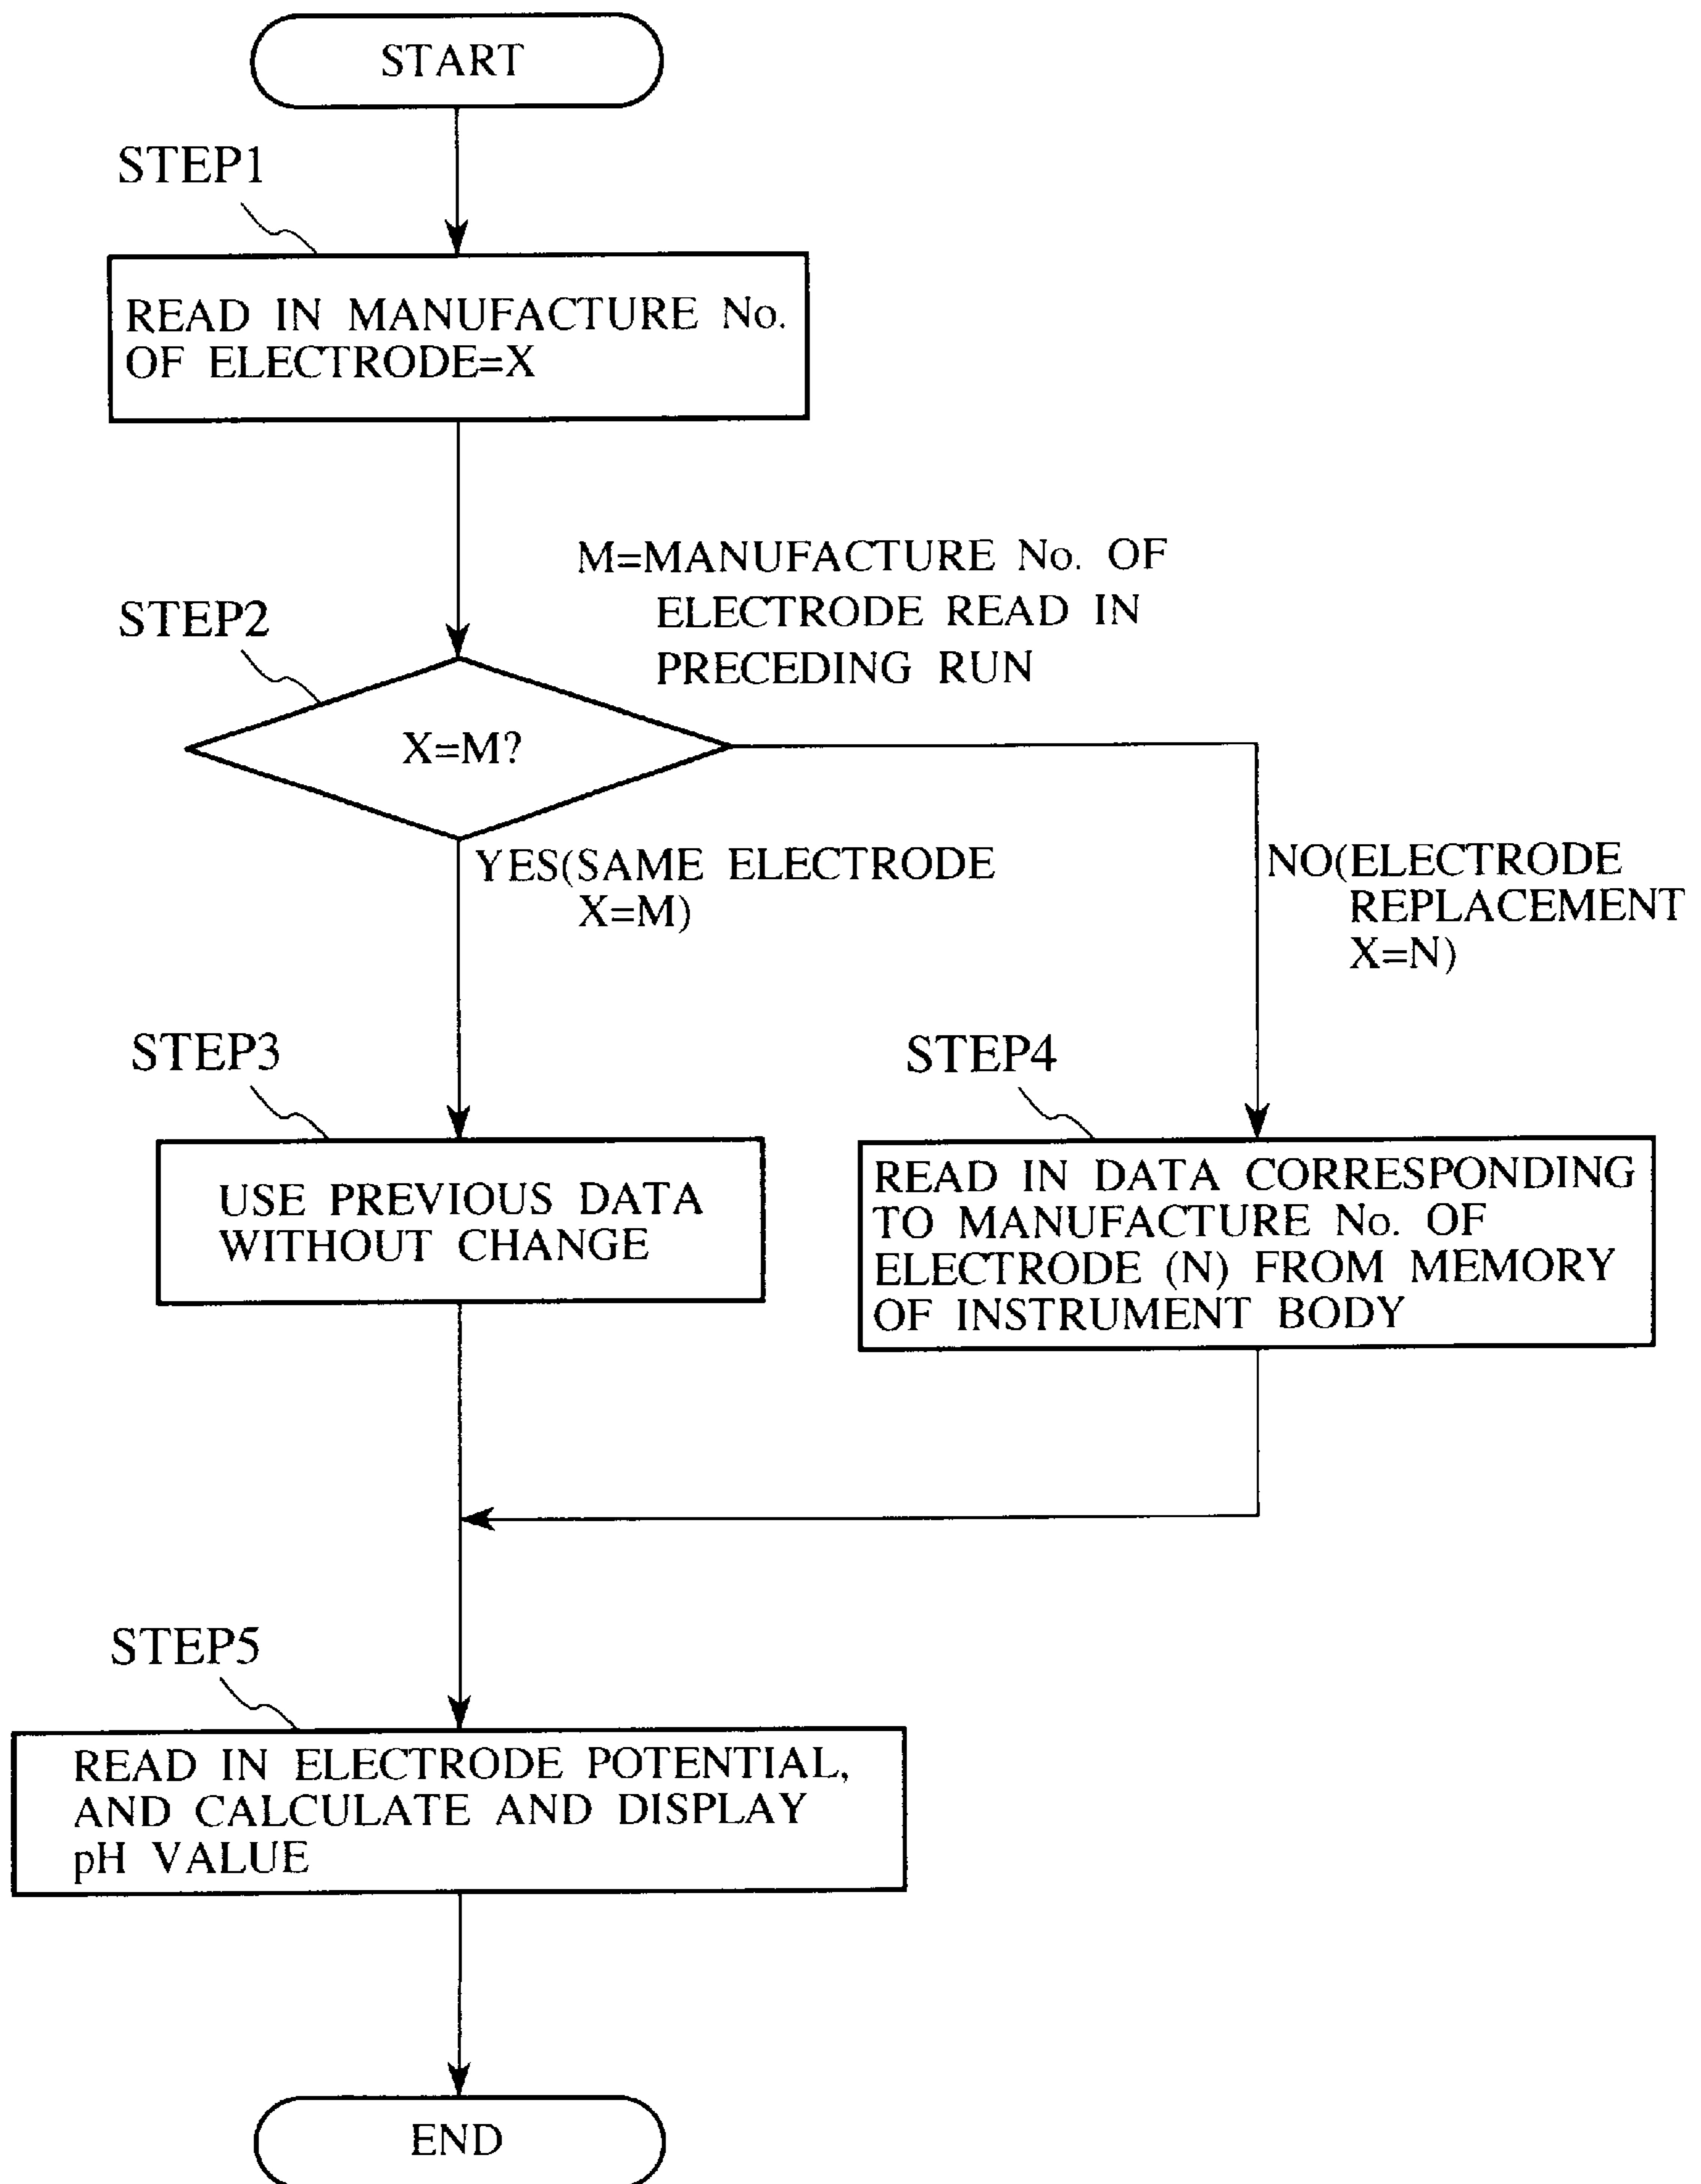 START
STEP1
READ IN MANUFACTURE No.
OF ELECTRODE=X
M=MANUFACTURE No. OF
ELECTRODE READ IN
PRECEDING RUN
STEP2
X=M?
YES(SAME ELECTRODE
X=M)
NO(ELECTRODE
REPLACEMENT
X=N)
STEP3
USE PREVIOUS DATA
WITHOUT CHANGE
STEP4
READ IN DATA CORRESPONDING
TO MANUFACTURE No. OF
ELECTRODE (N) FROM MEMORY
OF INSTRUMENT BODY
STEP5
READ IN ELECTRODE POTENTIAL,
AND CALCULATE AND DISPLAY
pH VALUE
END